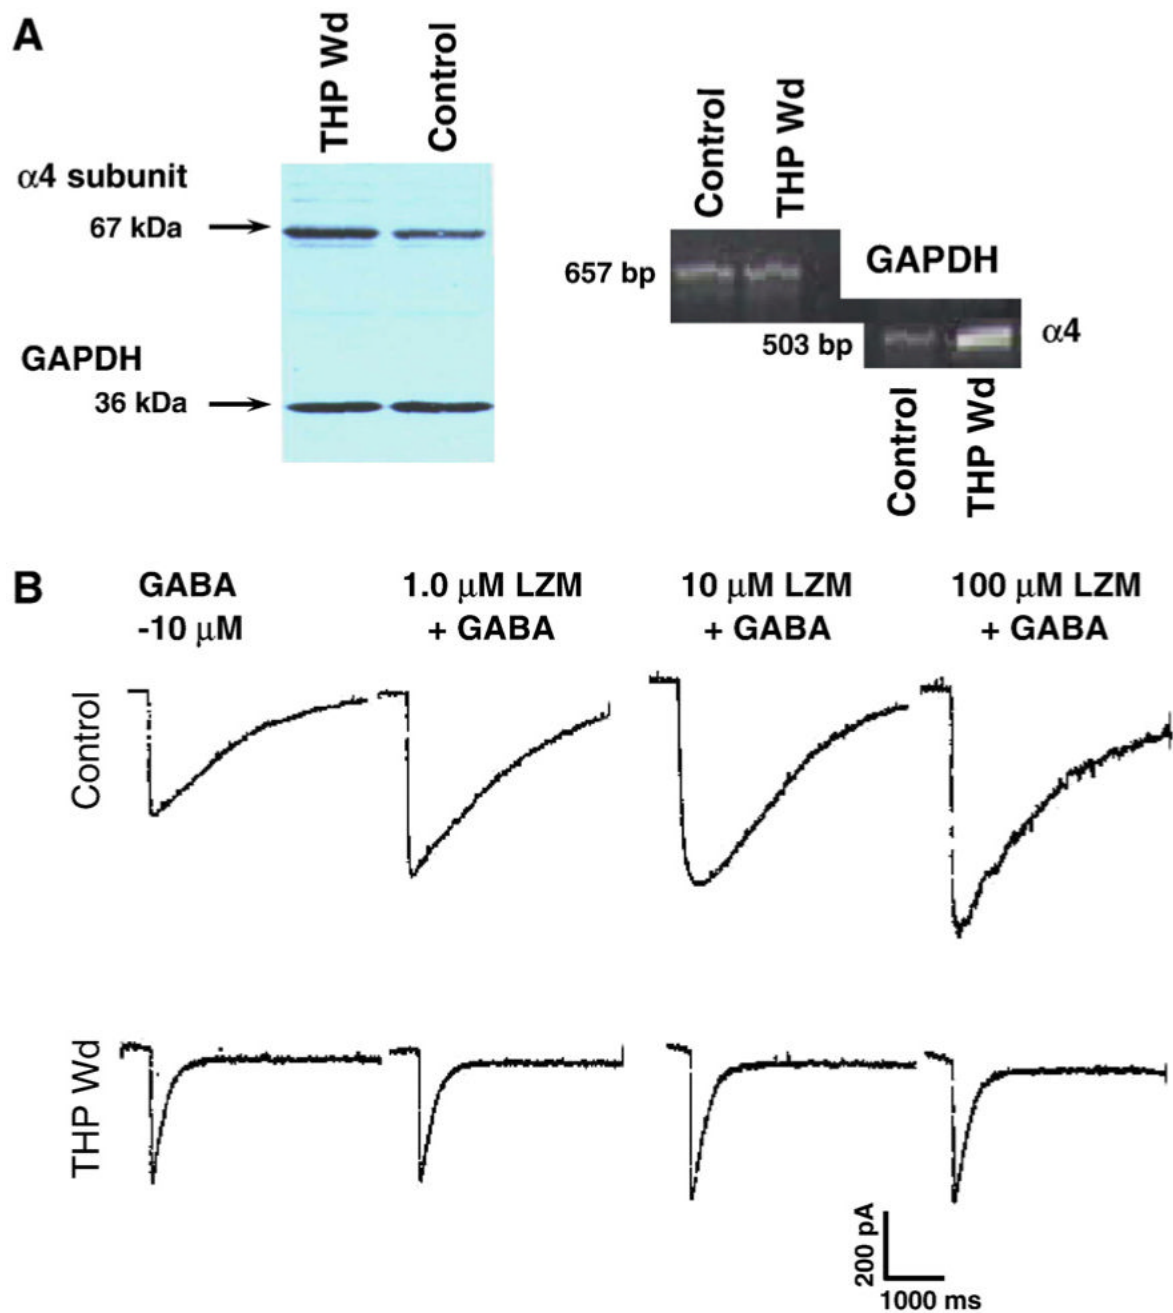 A
THP Wd
Control
α4 subunit
67 kDa
GAPDH
36 kDa
Control
THP Wd
657 bp
GAPDH
503 bp
α4
Control
THP Wd
B
GABA
-10 μM
1.0 μM LZM
+ GABA
10 μM LZM
+ GABA
100 μM LZM
+ GABA
Control
THP Wd
200 pA
1000 ms